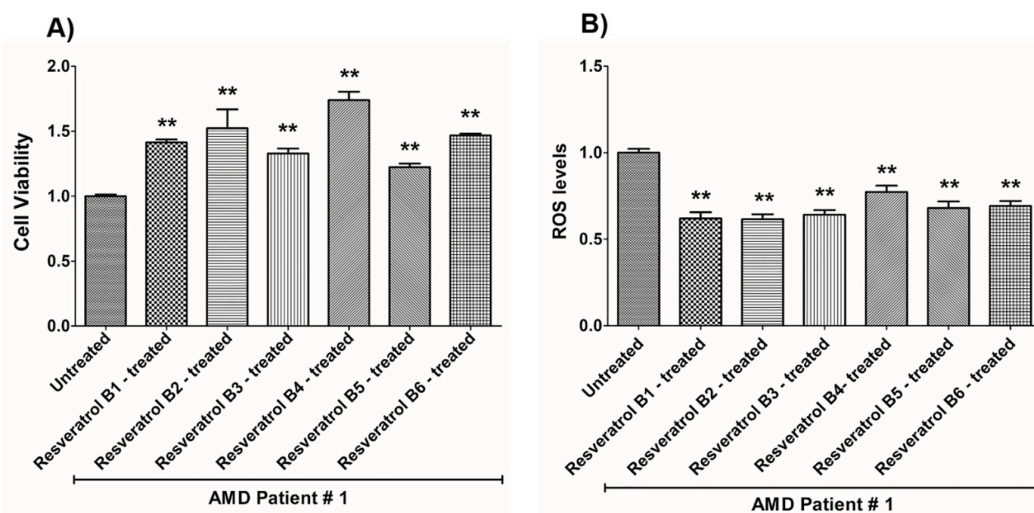 A)
Cell Viability
2.0
1.5
1.0
0.5
0.0
**
**
**
**
**
**
Untreated
Resveratrol B1 - treated
Resveratrol B2 - treated
Resveratrol B3 - treated
Resveratrol B4 - treated
Resveratrol B5 - treated
Resveratrol B6 - treated
AMD Patient # 1
B)
ROS levels
1.5
1.0
0.5
0.0
**
**
**
**
**
**
Untreated
Resveratrol B1 - treated
Resveratrol B2 - treated
Resveratrol B3 - treated
Resveratrol B4- treated
Resveratrol B5 - treated
Resveratrol B6 - treated
AMD Patient # 1